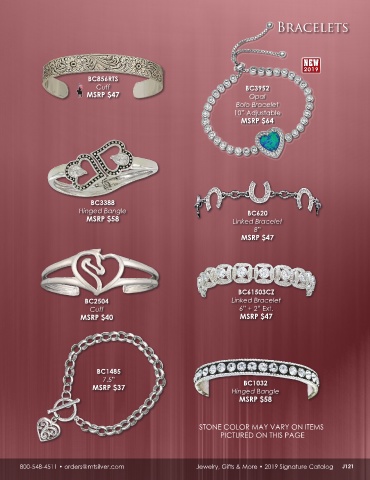 BRACELETS
NEW
2019
BC856RTS
Cuff
MSRP $47
BC3952
Opal
Bolo Bracelet
10" Adjustable
MSRP $64
BC3388
Hinged Bangle
MSRP $58
BC620
Linked Bracelet
8"
MSRP $47
BC2504
Cuff
MSRP $40
BC61503CZ
Linked Bracelet
6" + 2" Ext.
MSRP $47
BC1485
7.5"
MSRP $37
BC1032
Hinged Bangle
MSRP $58
STONE COLOR MAY VARY ON ITEMS
PICTURED ON THIS PAGE
800-548-4511 • orders@mtsilver.com
Jewelry, Gifts & More • 2019 Signature Catalog J121